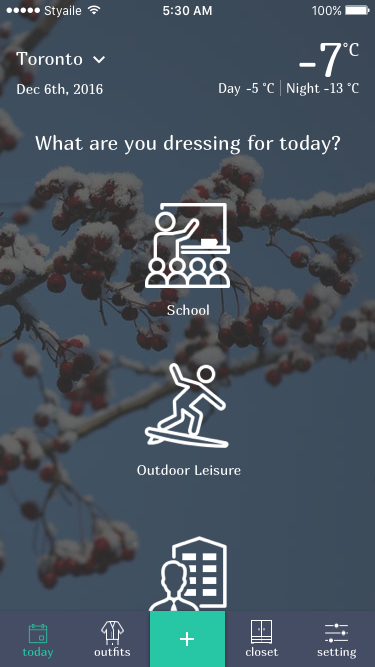 Styaile 5:30 AM 100%
Toronto -7°C
Dec 6th, 2016 Day -5 °C | Night -13 °C
What are you dressing for today?
School
Outdoor Leisure
today outfits + closet setting